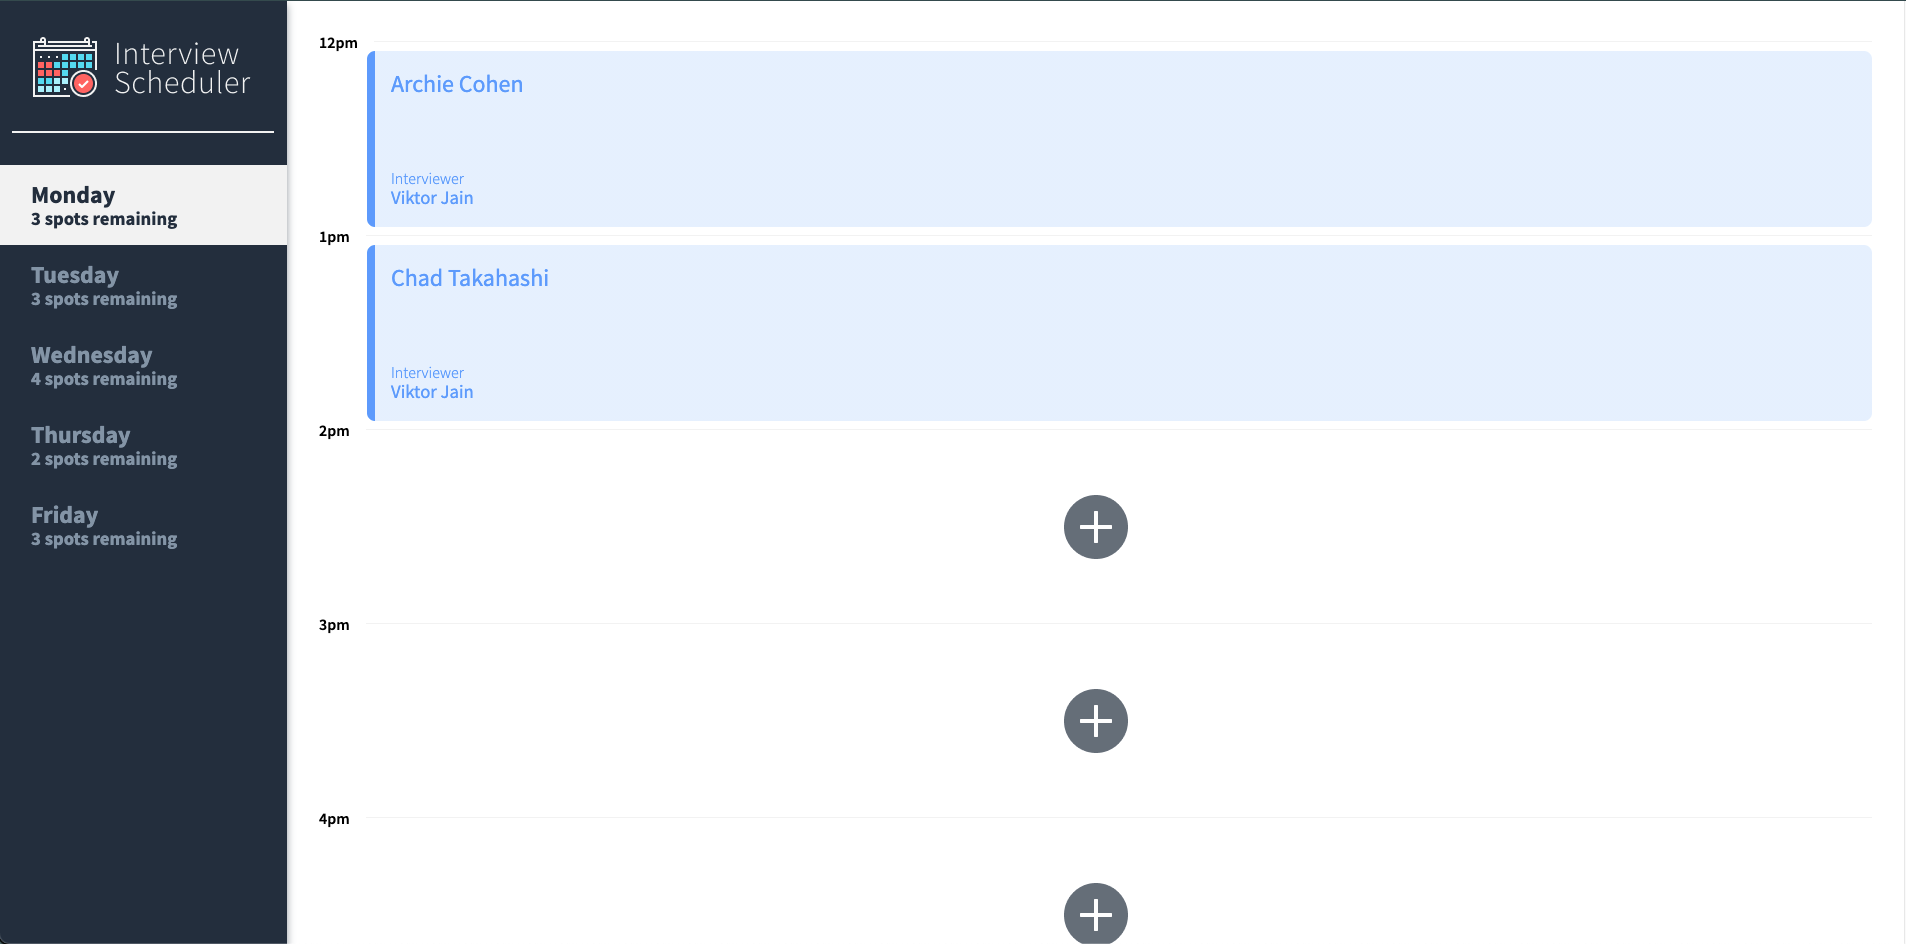 Interview
Scheduler
Monday
3 spots remaining
Tuesday
3 spots remaining
Wednesday
4 spots remaining
Thursday
2 spots remaining
Friday
3 spots remaining
12pm
Archie Cohen
Interviewer
Viktor Jain
1pm
Chad Takahashi
Interviewer
Viktor Jain
2pm
3pm
4pm